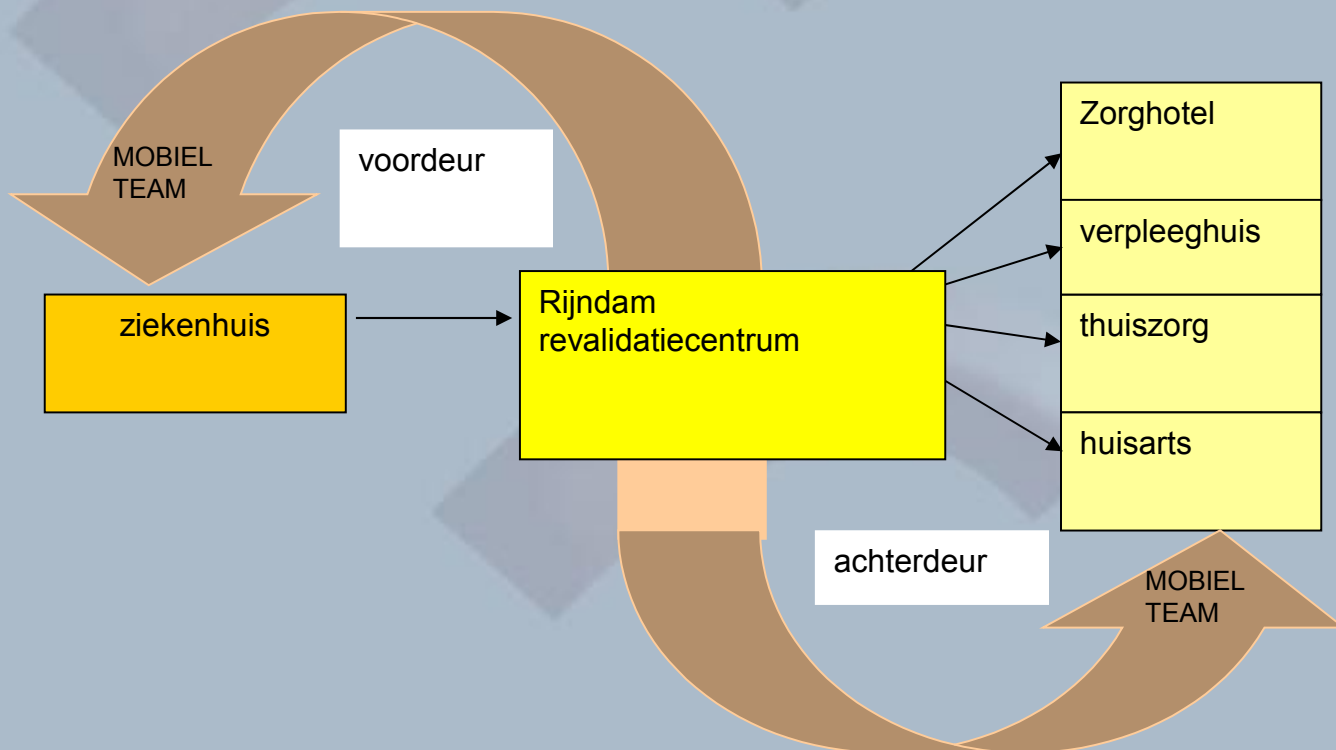 MOBIEL
TEAM
voordeur
ziekenhuis
Rijndam
revalidatiecentrum
Zorghotel
verpleeghuis
thuiszorg
huisarts
achterdeur
MOBIEL
TEAM